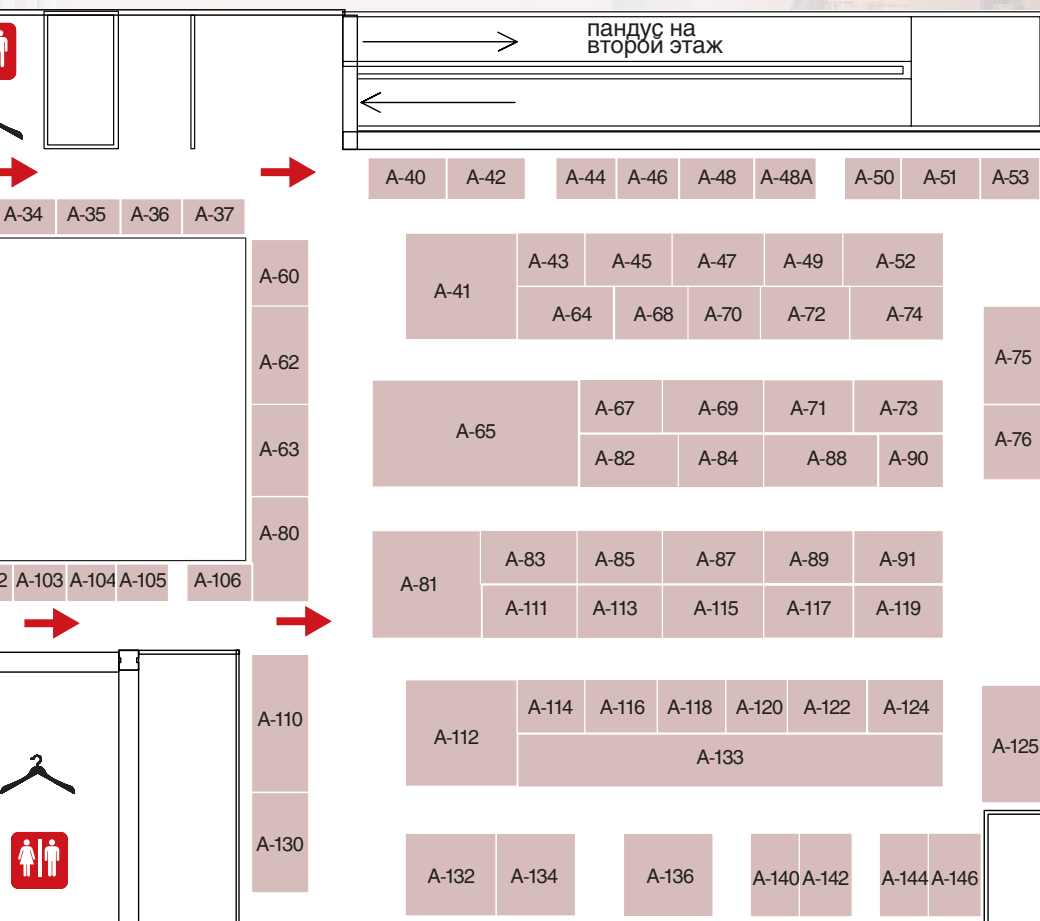 пандус на
второй этаж
А-40 А-42 А-44 А-46 А-48 А-48А А-50 А-51 А-53
А-34 А-35 А-36 А-37
А-60
А-62
А-63
А-80
А-41
А-43 А-45 А-47 А-49 А-52
А-64 А-68 А-70 А-72 А-74
А-75
А-76
А-65
А-67 А-69 А-71 А-73
А-82 А-84 А-88 А-90
2 А-103 А-104 А-105 А-106
А-81
А-83 А-85 А-87 А-89 А-91
А-111 А-113 А-115 А-117 А-119
А-110
А-130
А-112
А-114 А-116 А-118 А-120 А-122 А-124
А-133
А-125
А-132 А-134 А-136 А-140 А-142 А-144 А-146